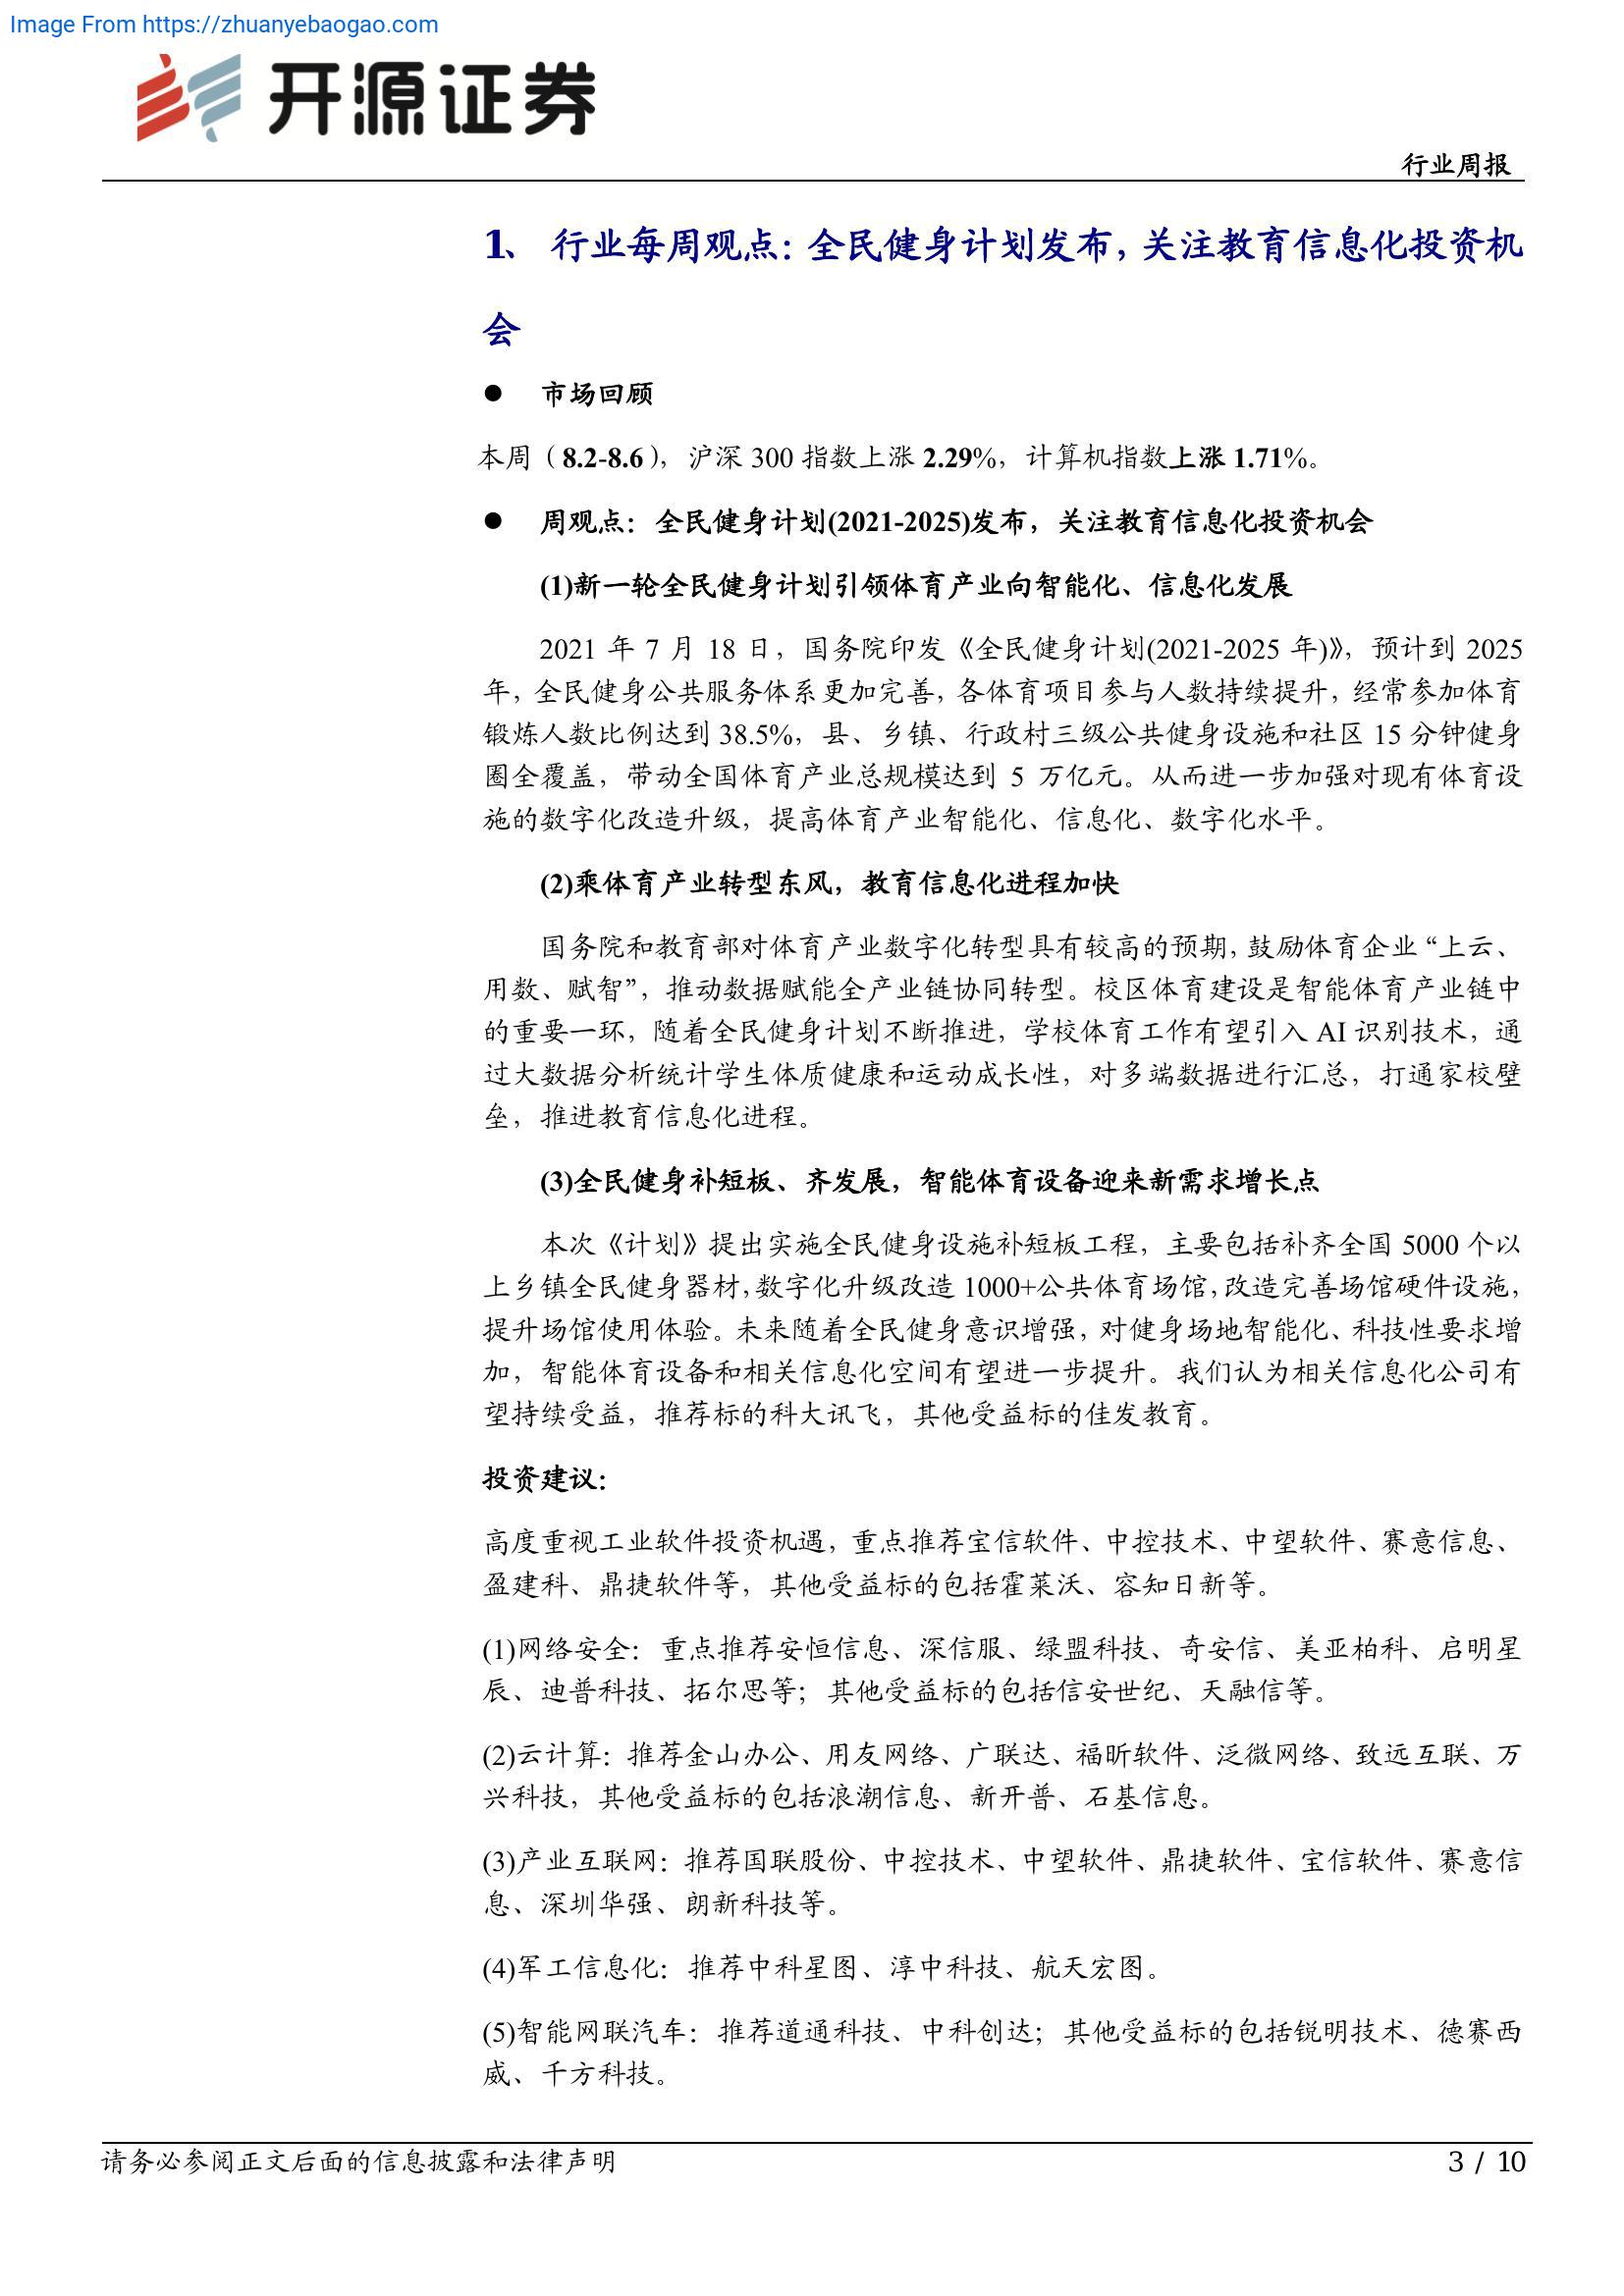 Image From https://zhuanyebaogao.com
开源证券
行业周报
1、 行业每周观点：全民健身计划发布，关注教育信息化投资机
会
● 市场回顾
本周（8.2-8.6），沪深 300 指数上涨 2.29%，计算机指数上涨 1.71%。
● 周观点：全民健身计划(2021-2025)发布，关注教育信息化投资机会
(1)新一轮全民健身计划引领体育产业向智能化、信息化发展
2021 年 7 月 18 日，国务院印发《全民健身计划(2021-2025 年)》，预计到 2025
年，全民健身公共服务体系更加完善，各体育项目参与人数持续提升，经常参加体育
锻炼人数比例达到 38.5%，县、乡镇、行政村三级公共健身设施和社区 15 分钟健身
圈全覆盖，带动全国体育产业总规模达到 5 万亿元。从而进一步加强对现有体育设
施的数字化改造升级，提高体育产业智能化、信息化、数字化水平。
(2)乘体育产业转型东风，教育信息化进程加快
国务院和教育部对体育产业数字化转型具有较高的预期，鼓励体育企业“上云、
用数、赋智”，推动数据赋能全产业链协同转型。校区体育建设是智能体育产业链中
的重要一环，随着全民健身计划不断推进，学校体育工作有望引入 AI 识别技术，通
过大数据分析统计学生体质健康和运动成长性，对多端数据进行汇总，打通家校壁
垒，推进教育信息化进程。
(3)全民健身补短板、齐发展，智能体育设备迎来新需求增长点
本次《计划》提出实施全民健身设施补短板工程，主要包括补齐全国 5000 个以
上乡镇全民健身器材，数字化升级改造 1000+公共体育场馆，改造完善场馆硬件设施，
提升场馆使用体验。未来随着全民健身意识增强，对健身场地智能化、科技性要求增
加，智能体育设备和相关信息化空间有望进一步提升。我们认为相关信息化公司有
望持续受益，推荐标的科大讯飞，其他受益标的佳发教育。
投资建议：
高度重视工业软件投资机遇，重点推荐宝信软件、中控技术、中望软件、赛意信息、
盈建科、鼎捷软件等，其他受益标的包括霍莱沃、容知日新等。
(1)网络安全：重点推荐安恒信息、深信服、绿盟科技、奇安信、美亚柏科、启明星
辰、迪普科技、拓尔思等；其他受益标的包括信安世纪、天融信等。
(2)云计算：推荐金山办公、用友网络、广联达、福昕软件、泛微网络、致远互联、万
兴科技，其他受益标的包括浪潮信息、新开普、石基信息。
(3)产业互联网：推荐国联股份、中控技术、中望软件、鼎捷软件、宝信软件、赛意信
息、深圳华强、朗新科技等。
(4)军工信息化：推荐中科星图、淳中科技、航天宏图。
(5)智能网联汽车：推荐道通科技、中科创达；其他受益标的包括锐明技术、德赛西
威、千方科技。
请务必参阅正文后面的信息披露和法律声明
3 / 10